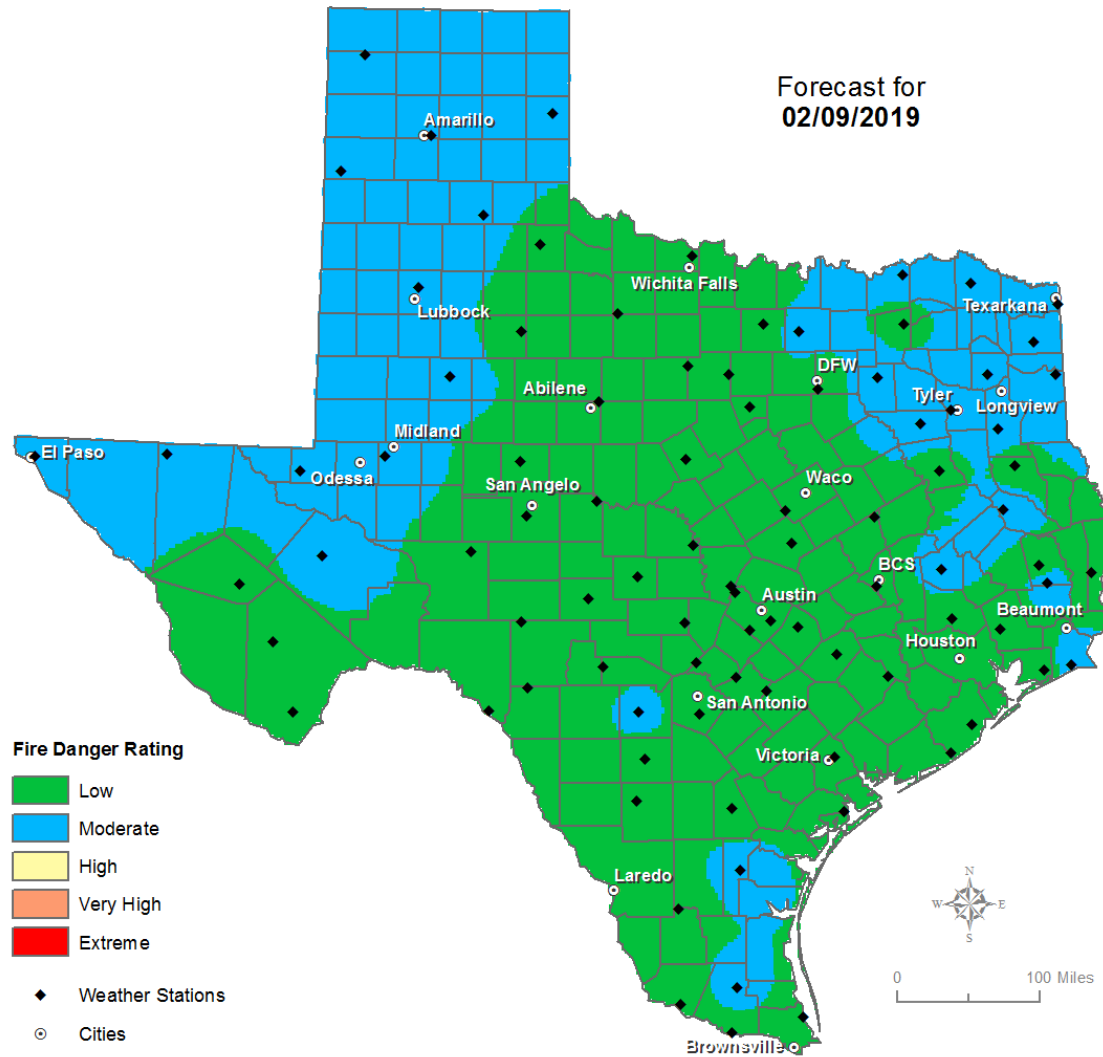 Forecast for
02/09/2019
Amarillo
Wichita Falls
Lubbock
Texarkana
DFW
Abilene
Tyler
Longview
Midland
El Paso
Odessa
San Angelo
Waco
BCS
Austin
Beaumont
Houston
San Antonio
Victoria
Laredo
Brownsville
Fire Danger Rating
Low
Moderate
High
Very High
Extreme
Weather Stations
Cities
N
W E
S
0 100 Miles